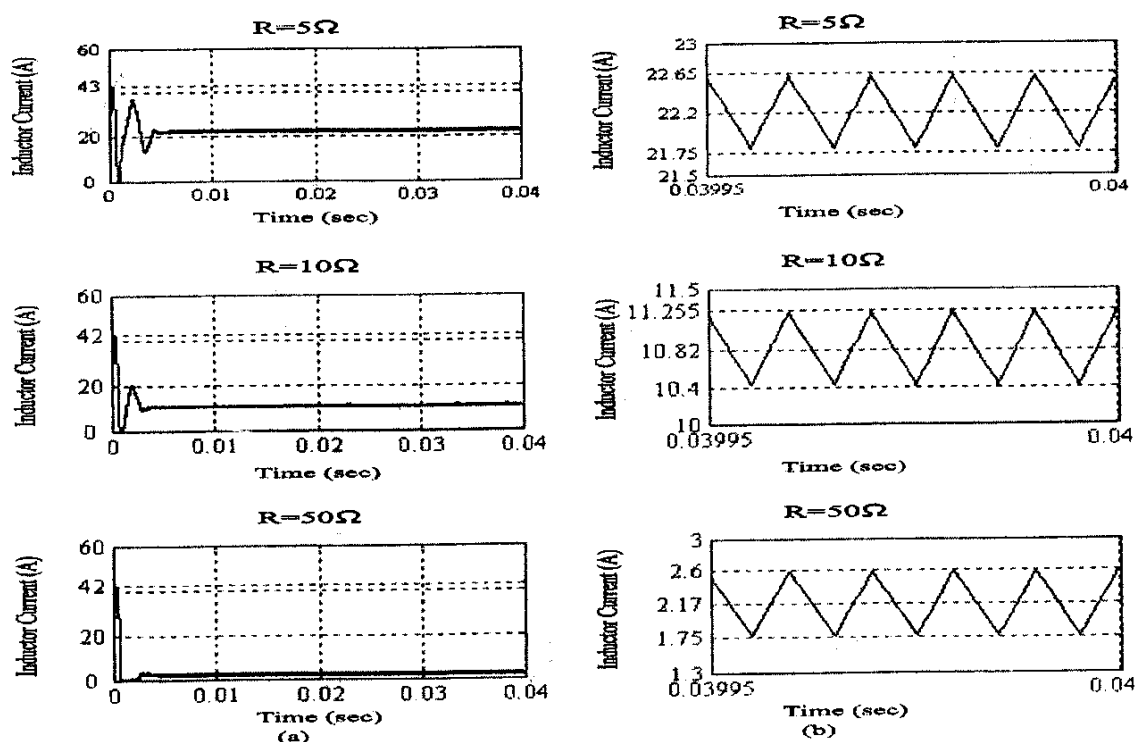 R=5Ω
Inductor Current (A)
60
43
20
0
0
0.01
0.02
0.03
0.04
Time (sec)
R=10Ω
Inductor Current (A)
60
42
20
0
0
0.01
0.02
0.03
0.04
Time (sec)
R=50Ω
Inductor Current (A)
60
42
20
0
0
0.01
0.02
0.03
0.04
Time (sec)
(a)
R=5Ω
Inductor Current (A)
23
22.65
22.2
21.75
21.5
0.03995
0.04
Time (sec)
R=10Ω
Inductor Current (A)
11.5
11.255
10.82
10.4
10
0.03995
0.04
Time (sec)
R=50Ω
Inductor Current (A)
3
2.6
2.17
1.75
1.3
0.03995
0.04
Time (sec)
(b)